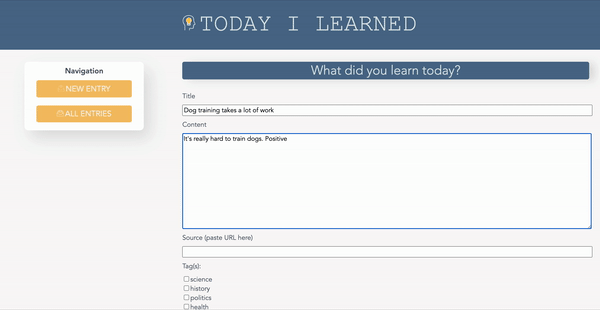 TODAY I LEARNED
Navigation
NEW ENTRY
ALL ENTRIES
What did you learn today?
Title
Dog training takes a lot of work
Content
It's really hard to train dogs. Positive
Source (paste URL here)
Tag(s):
science
history
politics
health